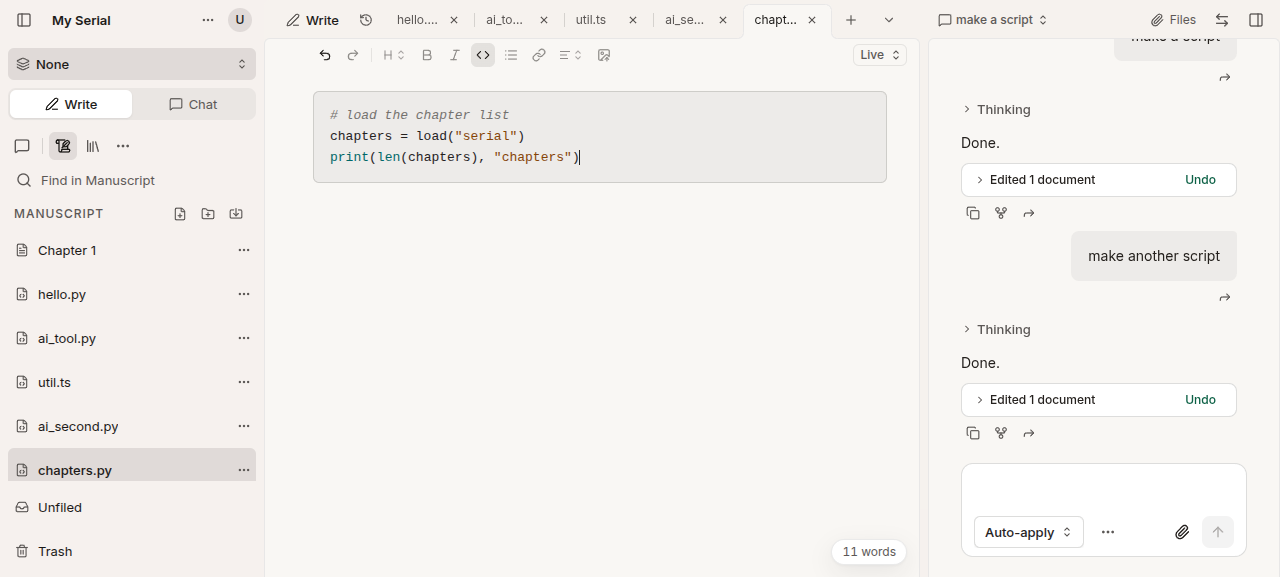 My Serial
U
None
Write
Chat
Find in Manuscript
MANUSCRIPT
Chapter 1
hello.py
ai_tool.py
util.ts
ai_second.py
chapters.py
Unfiled
Trash
Write
hello....
ai_to...
util.ts
ai_se...
chapt...
H
B
I
Live
# load the chapter list
chapters = load("serial")
print(len(chapters), "chapters")
11 words
make a script
Files
make a script
Thinking
Done.
Edited 1 document
Undo
make another script
Thinking
Done.
Edited 1 document
Undo
Auto-apply